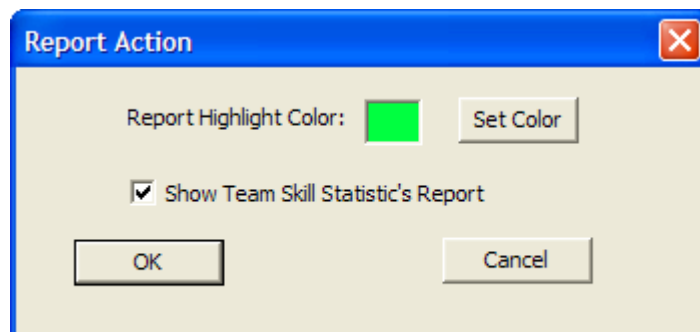 Report Action
Report Highlight Color: Set Color
Show Team Skill Statistic's Report
OK Cancel